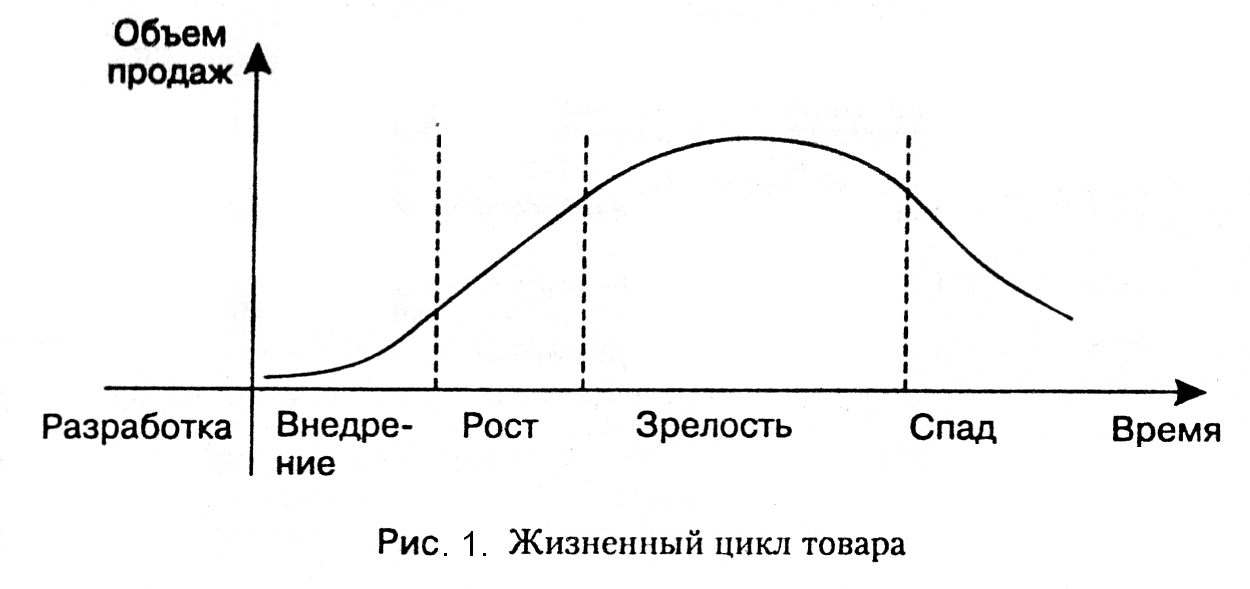 Объем
продаж
Разработка
Внедре-
ние
Рост
Зрелость
Спад
Время
Рис. 1. Жизненный цикл товара